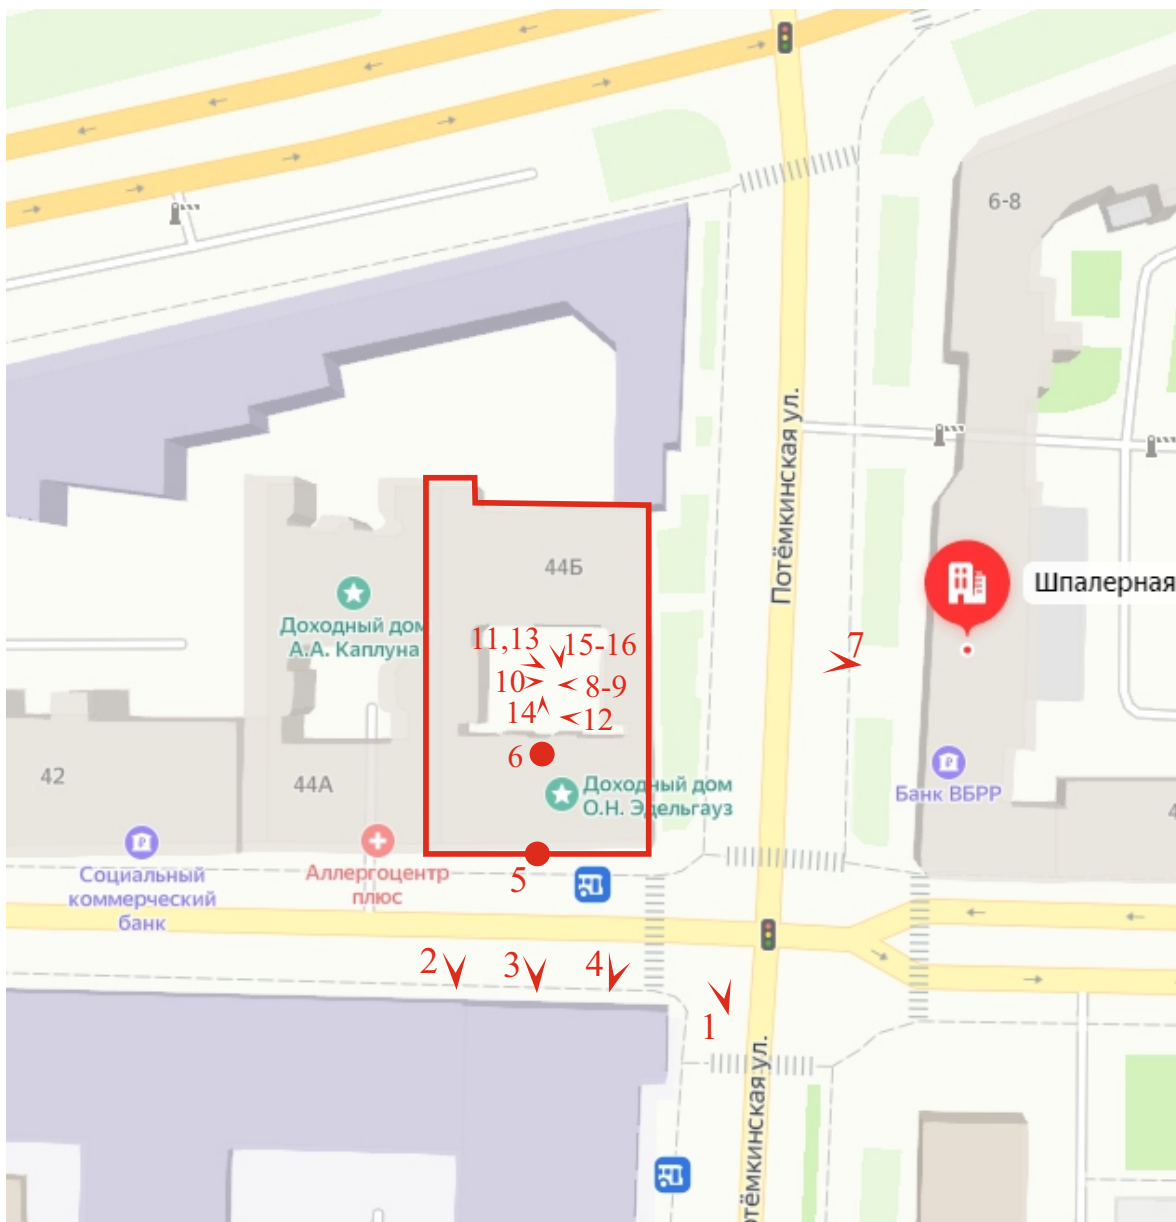 6-8
Потёмкинская ул.
44Б
Шпалерная
Доходный дом
А.А. Каплуна
11,13
15-16
10
8-9
14
12
7
6
42
44А
Доходный дом
О.Н. Эдельгауз
Банк ВБРР
4
Социальный
коммерческий
банк
Аллергоцентр
плюс
5
2
3
4
1
тёмкинская ул.